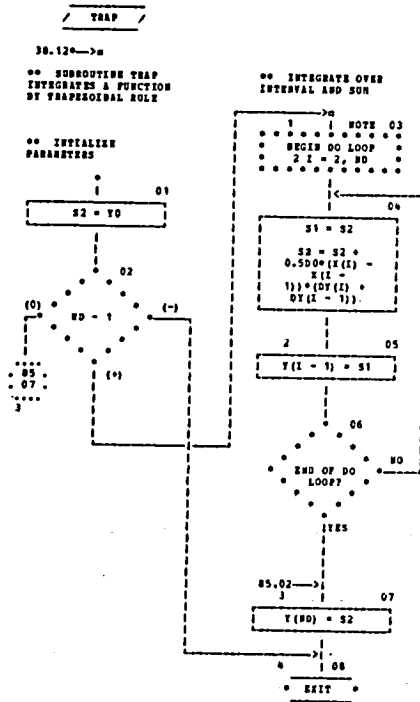 / TRAP /
38.12*-->*
** SUBROUTINE TRAP
INTEGRATES A FUNCTION
BY TRAPEZOIDAL RULE
** INTIALIZE
PARAMETERS
01
S2 = Y0
02
(0)
(-)
ND - 1
(+)
85
07
3
** INTEGRATE OVER
INTERVAL AND SUM
1
NOTE 03
BEGIN DO LOOP
2 I = 2, ND
04
S1 = S2
S2 = S2 +
0.5D0*(X(I) -
X(I -
1))*(DY(I) +
DY(I - 1))
2
05
Y(I - 1) = S1
06
END OF DO
LOOP?
NO
YES
85.02-->
3
07
Y(ND) = S2
4
08
* EXIT *